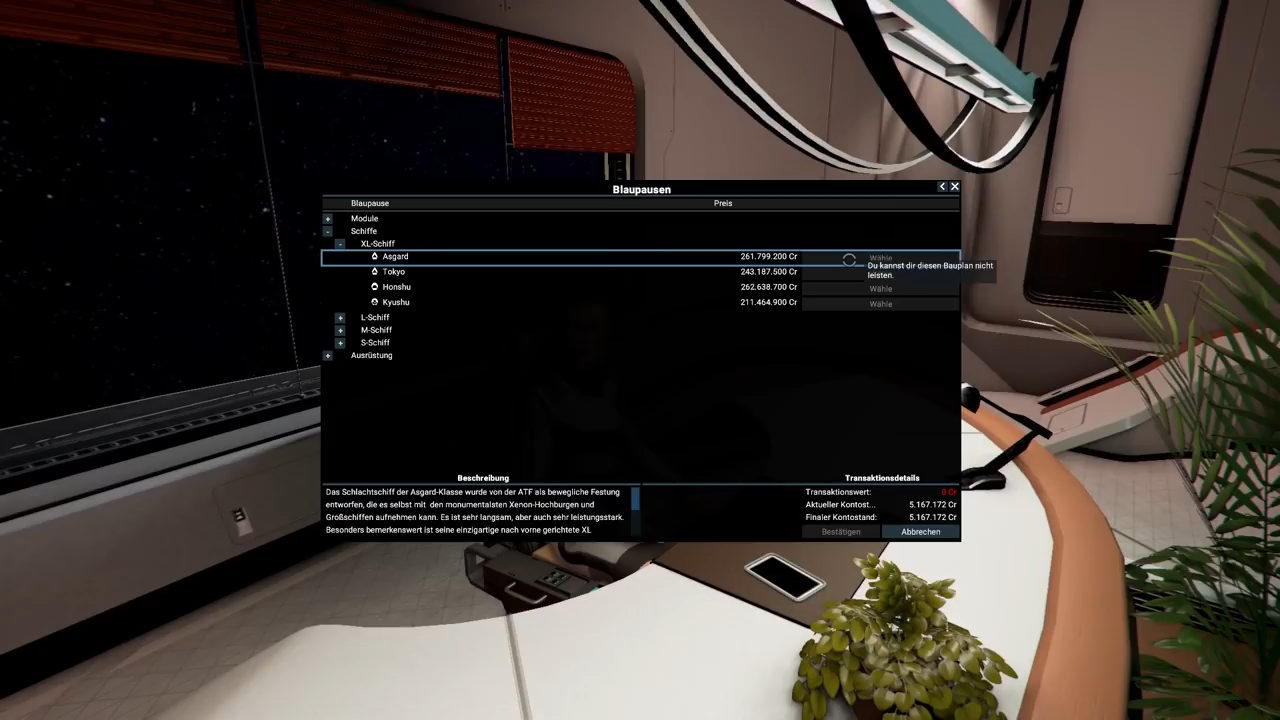 Blaupausen
Blaupause Preis
Module
Schiffe
XL-Schiff
Asgard 261.799.200 Cr Wähle
Du kannst dir diesen Bauplan nicht
leisten.
Tokyo 243.187.500 Cr
Honshu 262.638.700 Cr Wähle
Kyushu 211.464.900 Cr Wähle
L-Schiff
M-Schiff
S-Schiff
Ausrüstung
Beschreibung
Das Schlachtschiff der Asgard-Klasse wurde von der ATF als bewegliche Festung
entworfen, die es selbst mit den monumentalsten Xenon-Hochburgen und
Großschiffen aufnehmen kann. Es ist sehr langsam, aber auch sehr leistungsstark.
Besonders bemerkenswert ist seine einzigartige nach vorne gerichtete XL
Transaktionsdetails
Transaktionswert: 0 Cr
Aktueller Kontost... 5.167.172 Cr
Finaler Kontostand: 5.167.172 Cr
Bestätigen Abbrechen